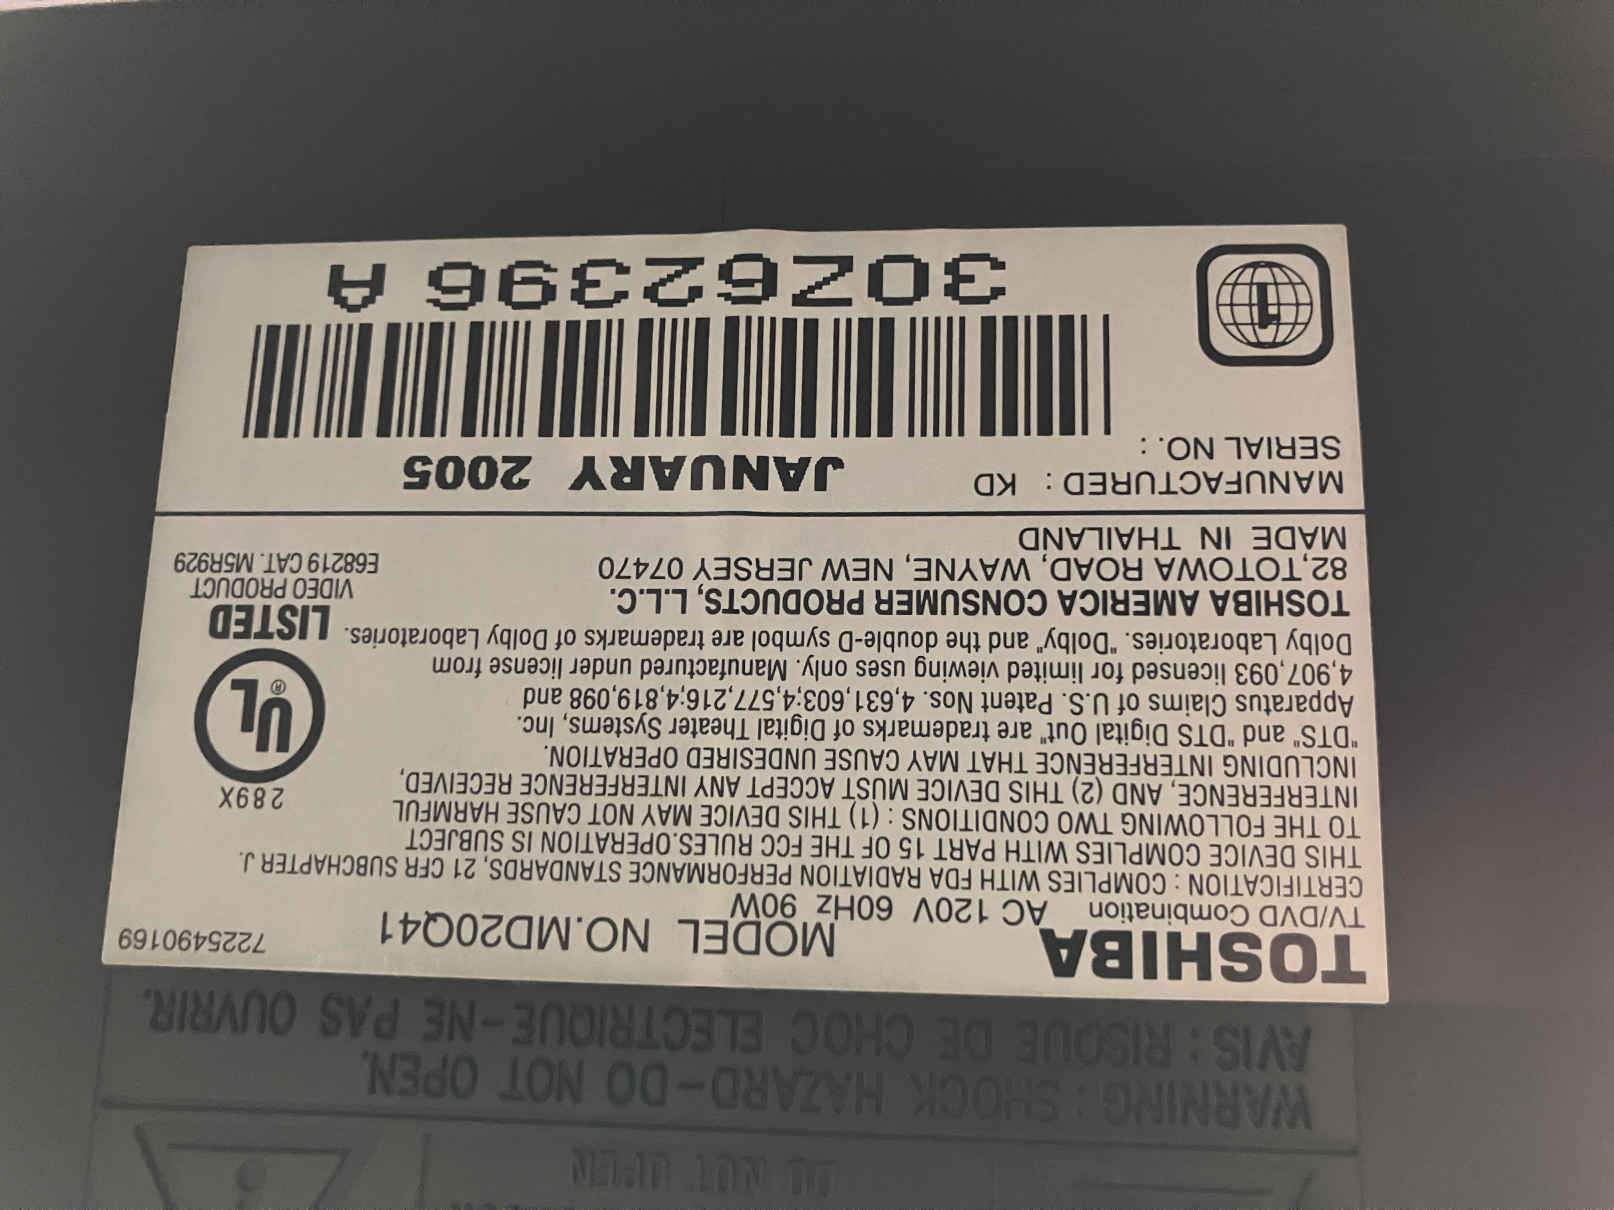 DO NOT OPEN
WARNING : SHOCK HAZARD-DO NOT OPEN.
AVIS : RISQUE DE CHOC ELECTRIQUE-NE PAS OUVRIR.
TOSHIBA MODEL NO.MD20Q41 7225490169
TV/DVD Combination AC 120V 60Hz 90W
CERTIFICATION : COMPLIES WITH FDA RADIATION PERFORMANCE STANDARDS, 21 CFR SUBCHAPTER J.
THIS DEVICE COMPLIES WITH PART 15 OF THE FCC RULES.OPERATION IS SUBJECT
TO THE FOLLOWING TWO CONDITIONS : (1) THIS DEVICE MAY NOT CAUSE HARMFUL
INTERFERENCE, AND (2) THIS DEVICE MUST ACCEPT ANY INTERFERENCE RECEIVED,
INCLUDING INTERFERENCE THAT MAY CAUSE UNDESIRED OPERATION.
"DTS" and "DTS Digital Out" are trademarks of Digital Theater Systems, Inc.
Apparatus Claims of U.S. Patent Nos. 4,631,603;4,577,216;4,819,098 and
4,907,093 licensed for limited viewing uses only. Manufactured under license from
Dolby Laboratories. "Dolby" and the double-D symbol are trademarks of Dolby Laboratories.
TOSHIBA AMERICA CONSUMER PRODUCTS, L.L.C.
82,TOTOWA ROAD, WAYNE, NEW JERSEY 07470
MADE IN THAILAND
289X
UL®
LISTED
VIDEO PRODUCT
E68219 CAT. M5R929
MANUFACTURED : KD JANUARY 2005
SERIAL NO. :
30Z62396 A
1